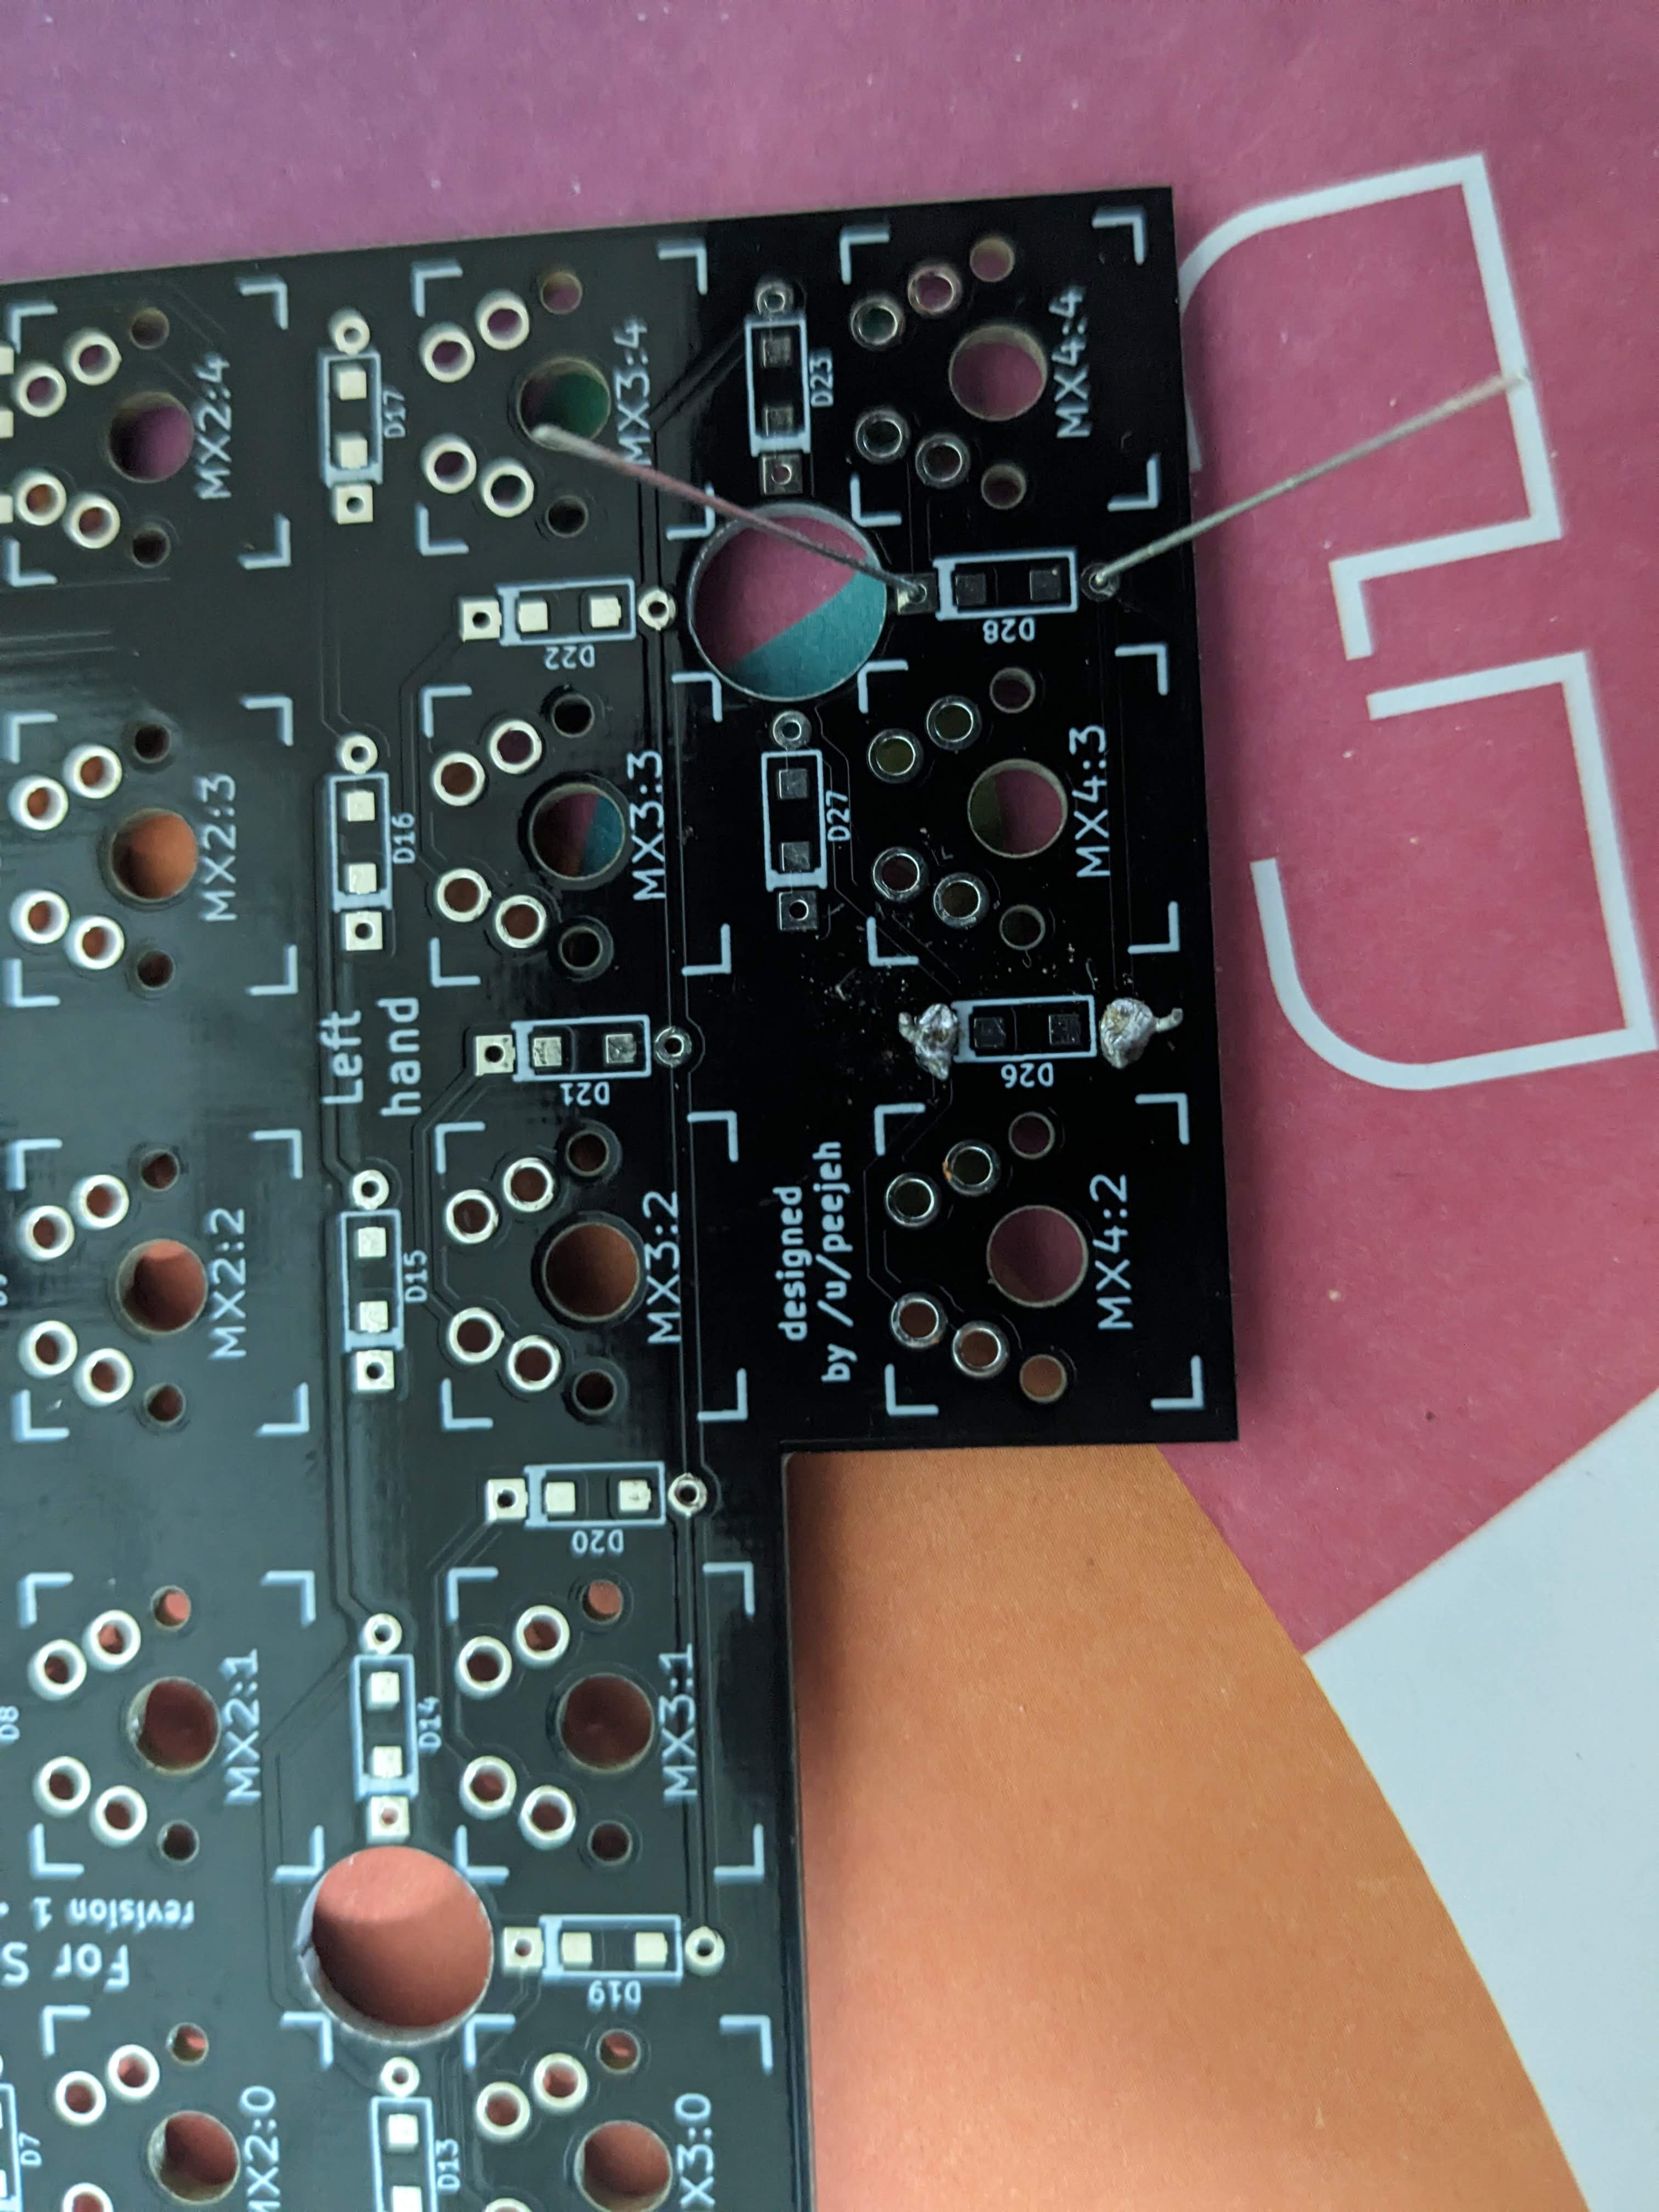 MX2:4
D17
MX3:4
D23
MX4:4
D22
D28
MX2:3
D16
MX3:3
D27
MX4:3
Left
hand
D21
D26
MX2:2
D15
MX3:2
designed
by /u/peejeh
MX4:2
D20
D8
MX2:1
D14
MX3:1
revision 1
For
D19
D7
MX2:0
D13
MX3:0